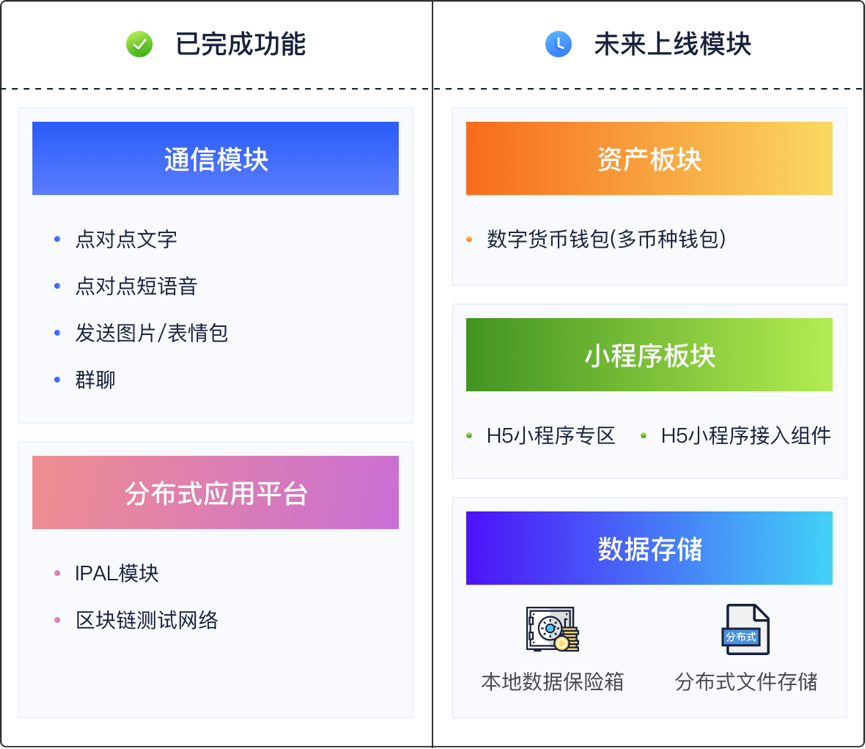 已完成功能
未来上线模块
通信模块
点对点文字
点对点短语音
发送图片/表情包
群聊
分布式应用平台
IPAL模块
区块链测试网络
资产板块
数字货币钱包(多币种钱包)
小程序板块
H5小程序专区
H5小程序接入组件
数据存储
分布式
本地数据保险箱
分布式文件存储